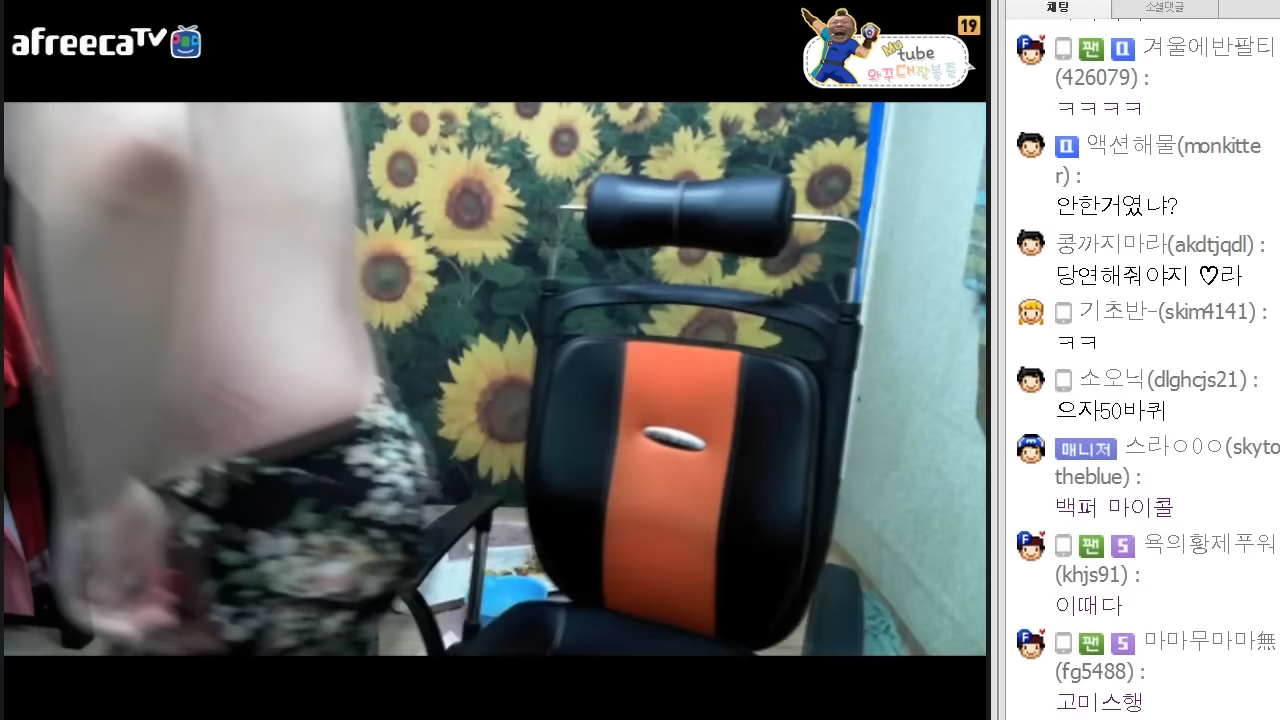 afreecaTV
19
My
tube
와꾸대장봉준
채팅
소셜댓글
팬 겨울에반팔티
(426079) :
ㅋㅋㅋㅋ
액션해물(monkitte
r) :
안한거였냐?
콩까지마라(akdtjqdl) :
당연해줘야지 ♡라
기초반-(skim4141) :
ㅋㅋ
소오닉(dlghcjs21) :
으자50바퀴
매니저 스라ㅇ0ㅇ(skyto
theblue) :
백퍼 마이콜
팬 S 욕의황제푸워
(khjs91) :
이때다
팬 S 마마무마마無
(fg5488) :
고미스행